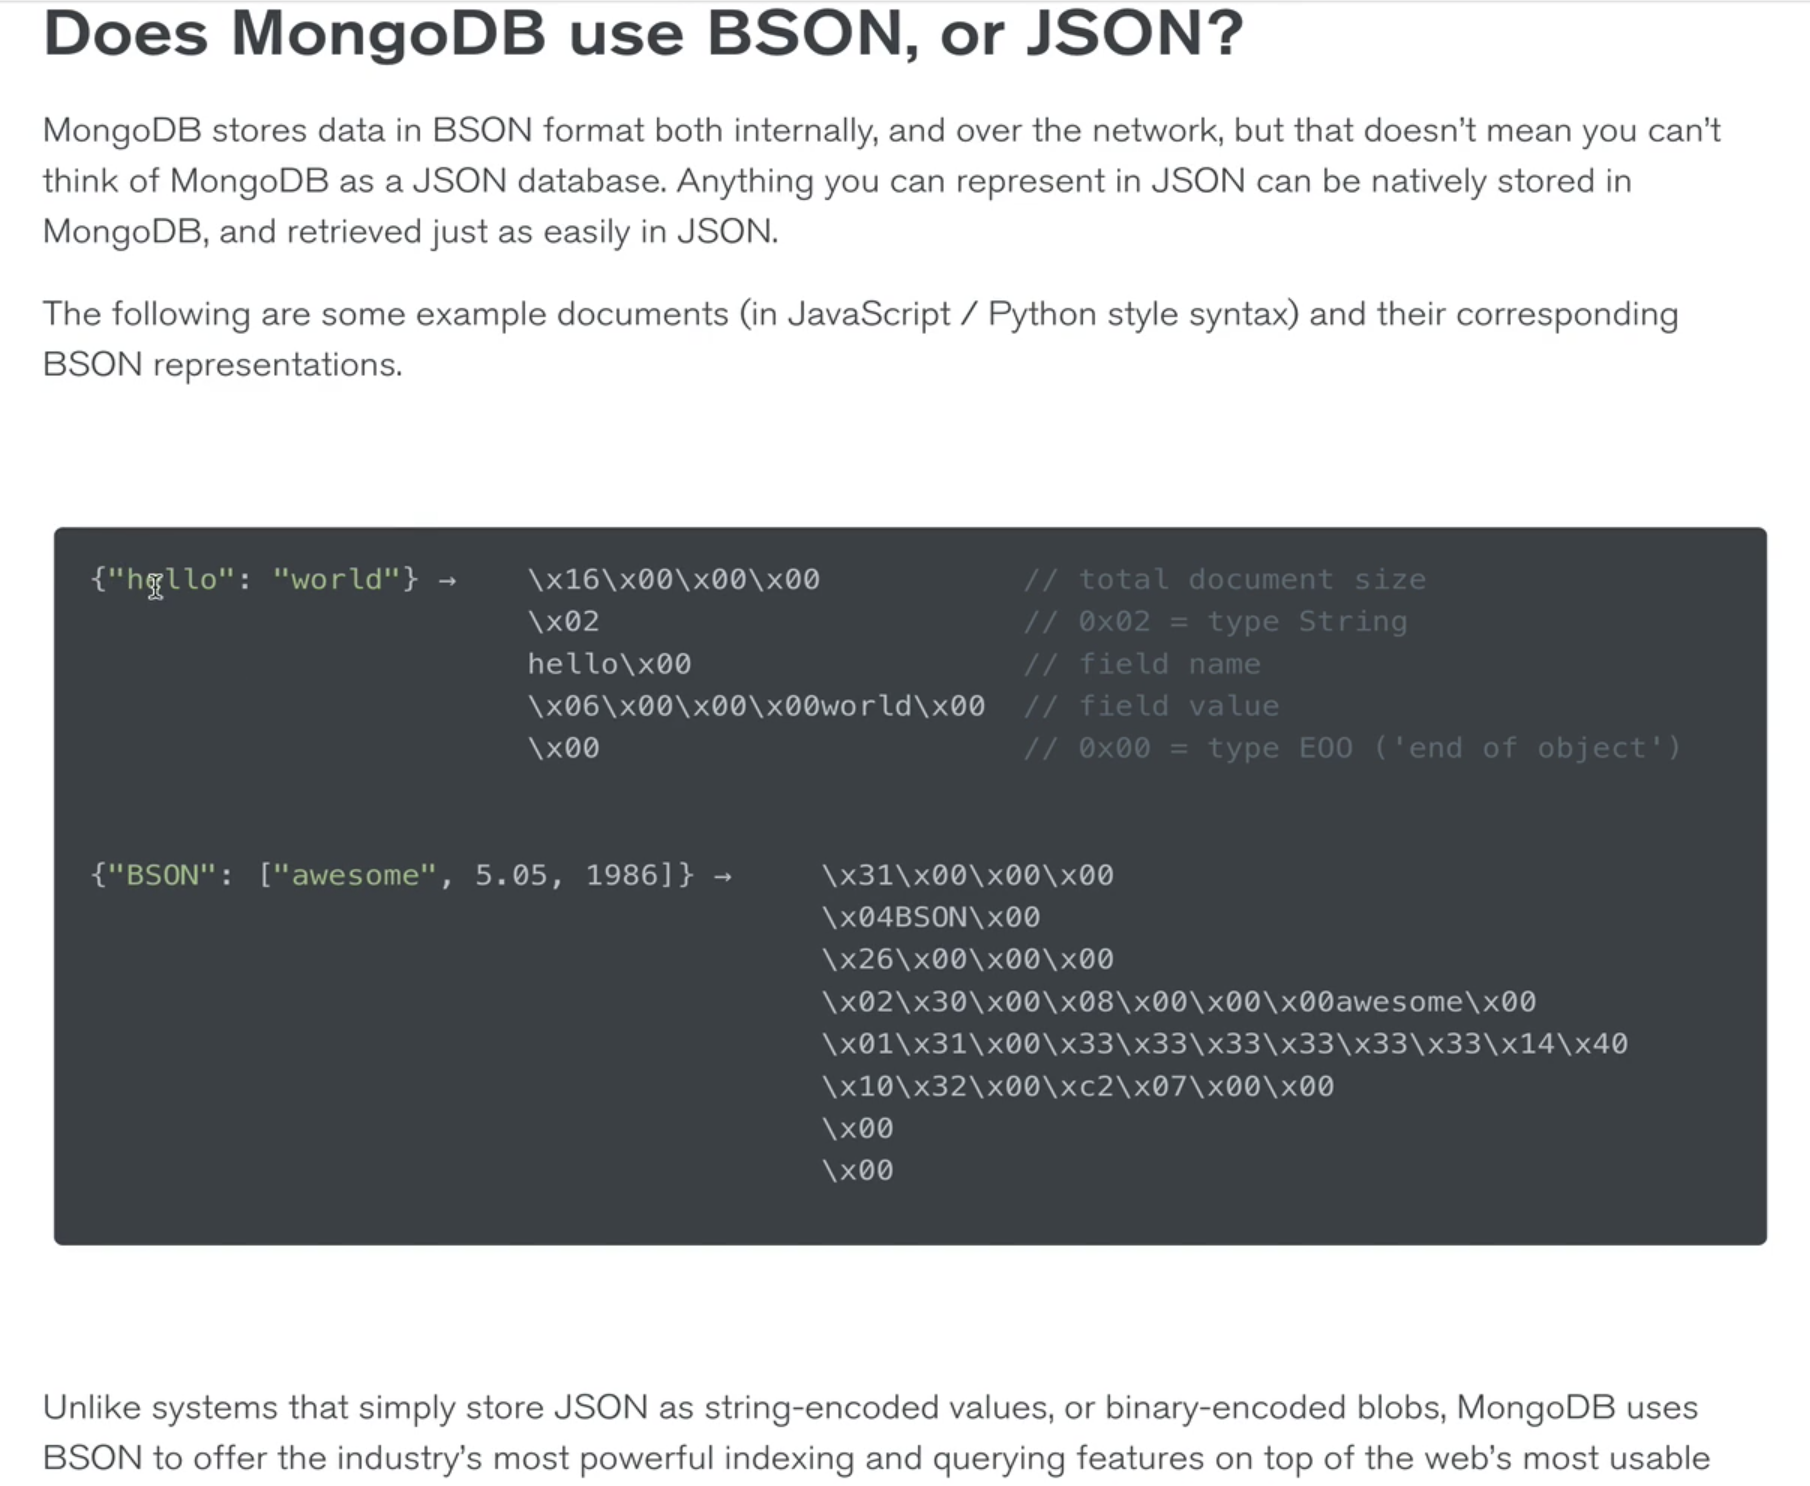 Does MongoDB use BSON, or JSON?
MongoDB stores data in BSON format both internally, and over the network, but that doesn’t mean you can’t
think of MongoDB as a JSON database. Anything you can represent in JSON can be natively stored in
MongoDB, and retrieved just as easily in JSON.
The following are some example documents (in JavaScript / Python style syntax) and their corresponding
BSON representations.
{"hello": "world"} → \x16\x00\x00\x00 // total document size
\x02 // 0x02 = type String
hello\x00 // field name
\x06\x00\x00\x00world\x00 // field value
\x00 // 0x00 = type EOO ('end of object')
{"BSON": ["awesome", 5.05, 1986]} → \x31\x00\x00\x00
\x04BSON\x00
\x26\x00\x00\x00
\x02\x30\x00\x08\x00\x00\x00awesome\x00
\x01\x31\x00\x33\x33\x33\x33\x33\x33\x14\x40
\x10\x32\x00\xc2\x07\x00\x00
\x00
\x00
Unlike systems that simply store JSON as string-encoded values, or binary-encoded blobs, MongoDB uses
BSON to offer the industry’s most powerful indexing and querying features on top of the web’s most usable